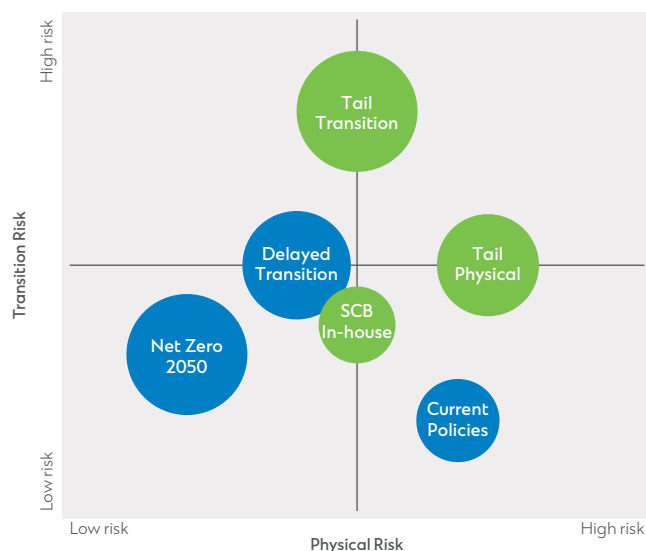 High risk
Tail
Transition
Transition Risk
Delayed
Transition
Tail
Physical
SCB
In-house
Net Zero
2050
Current
Policies
Low risk
Low risk
High risk
Physical Risk